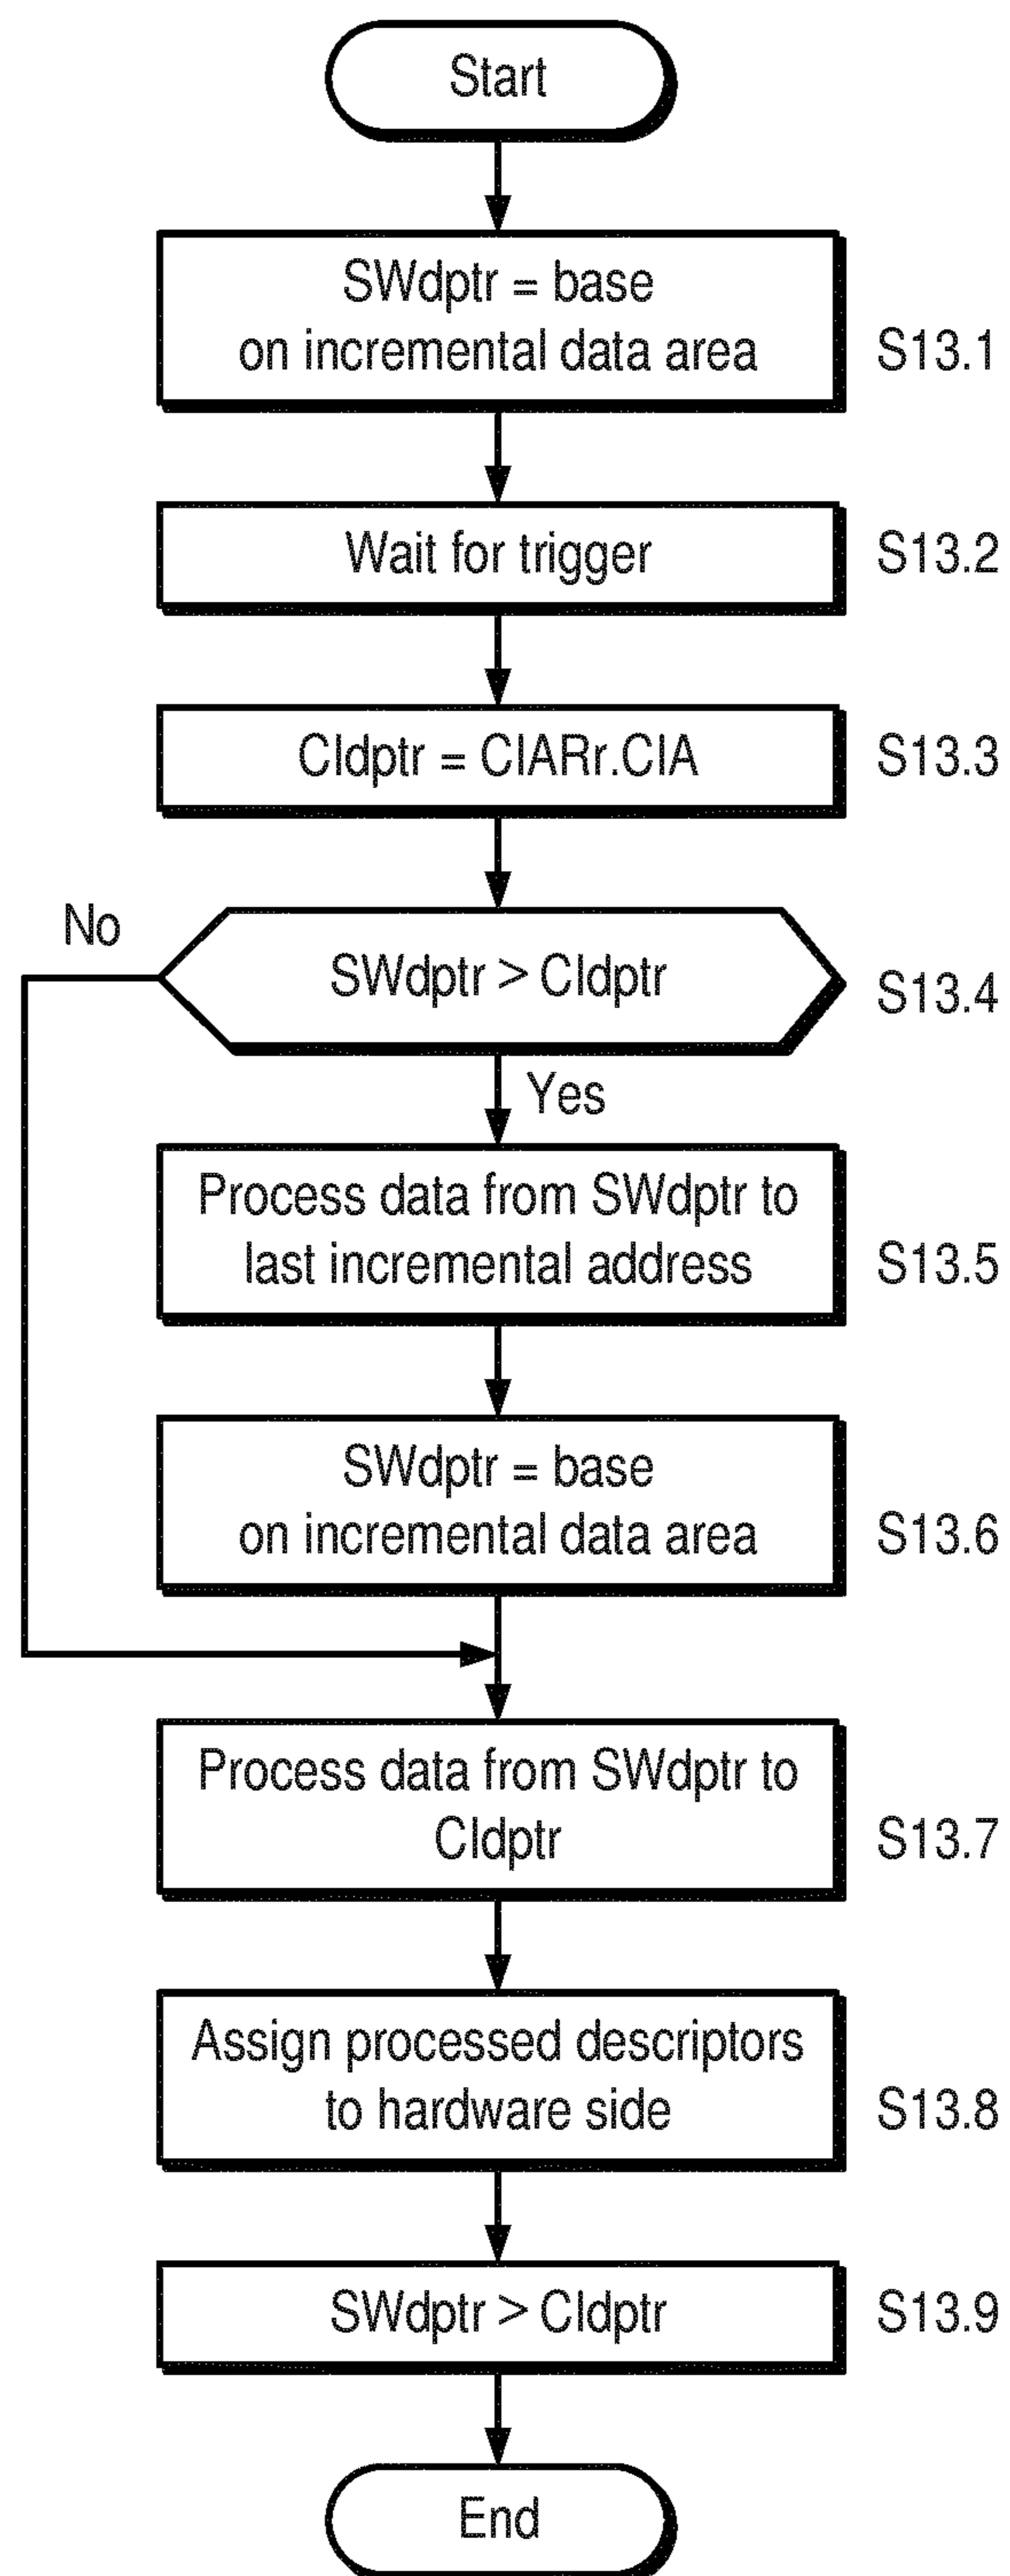 Start
SWdptr = base
on incremental data area
S13.1
Wait for trigger
S13.2
CIdptr = CIARr.CIA
S13.3
No
SWdptr > CIdptr
S13.4
Yes
Process data from SWdptr to
last incremental address
S13.5
SWdptr = base
on incremental data area
S13.6
Process data from SWdptr to
CIdptr
S13.7
Assign processed descriptors
to hardware side
S13.8
SWdptr > CIdptr
S13.9
End